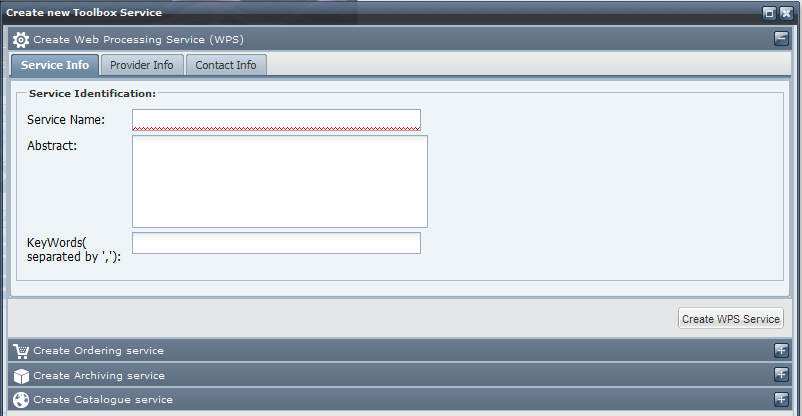 Create new Toolbox Service
Create Web Processing Service (WPS)
Service Info Provider Info Contact Info
Service Identification:
Service Name:
Abstract:
KeyWords(
separated by ','):
Create WPS Service
Create Ordering service
Create Archiving service
Create Catalogue service